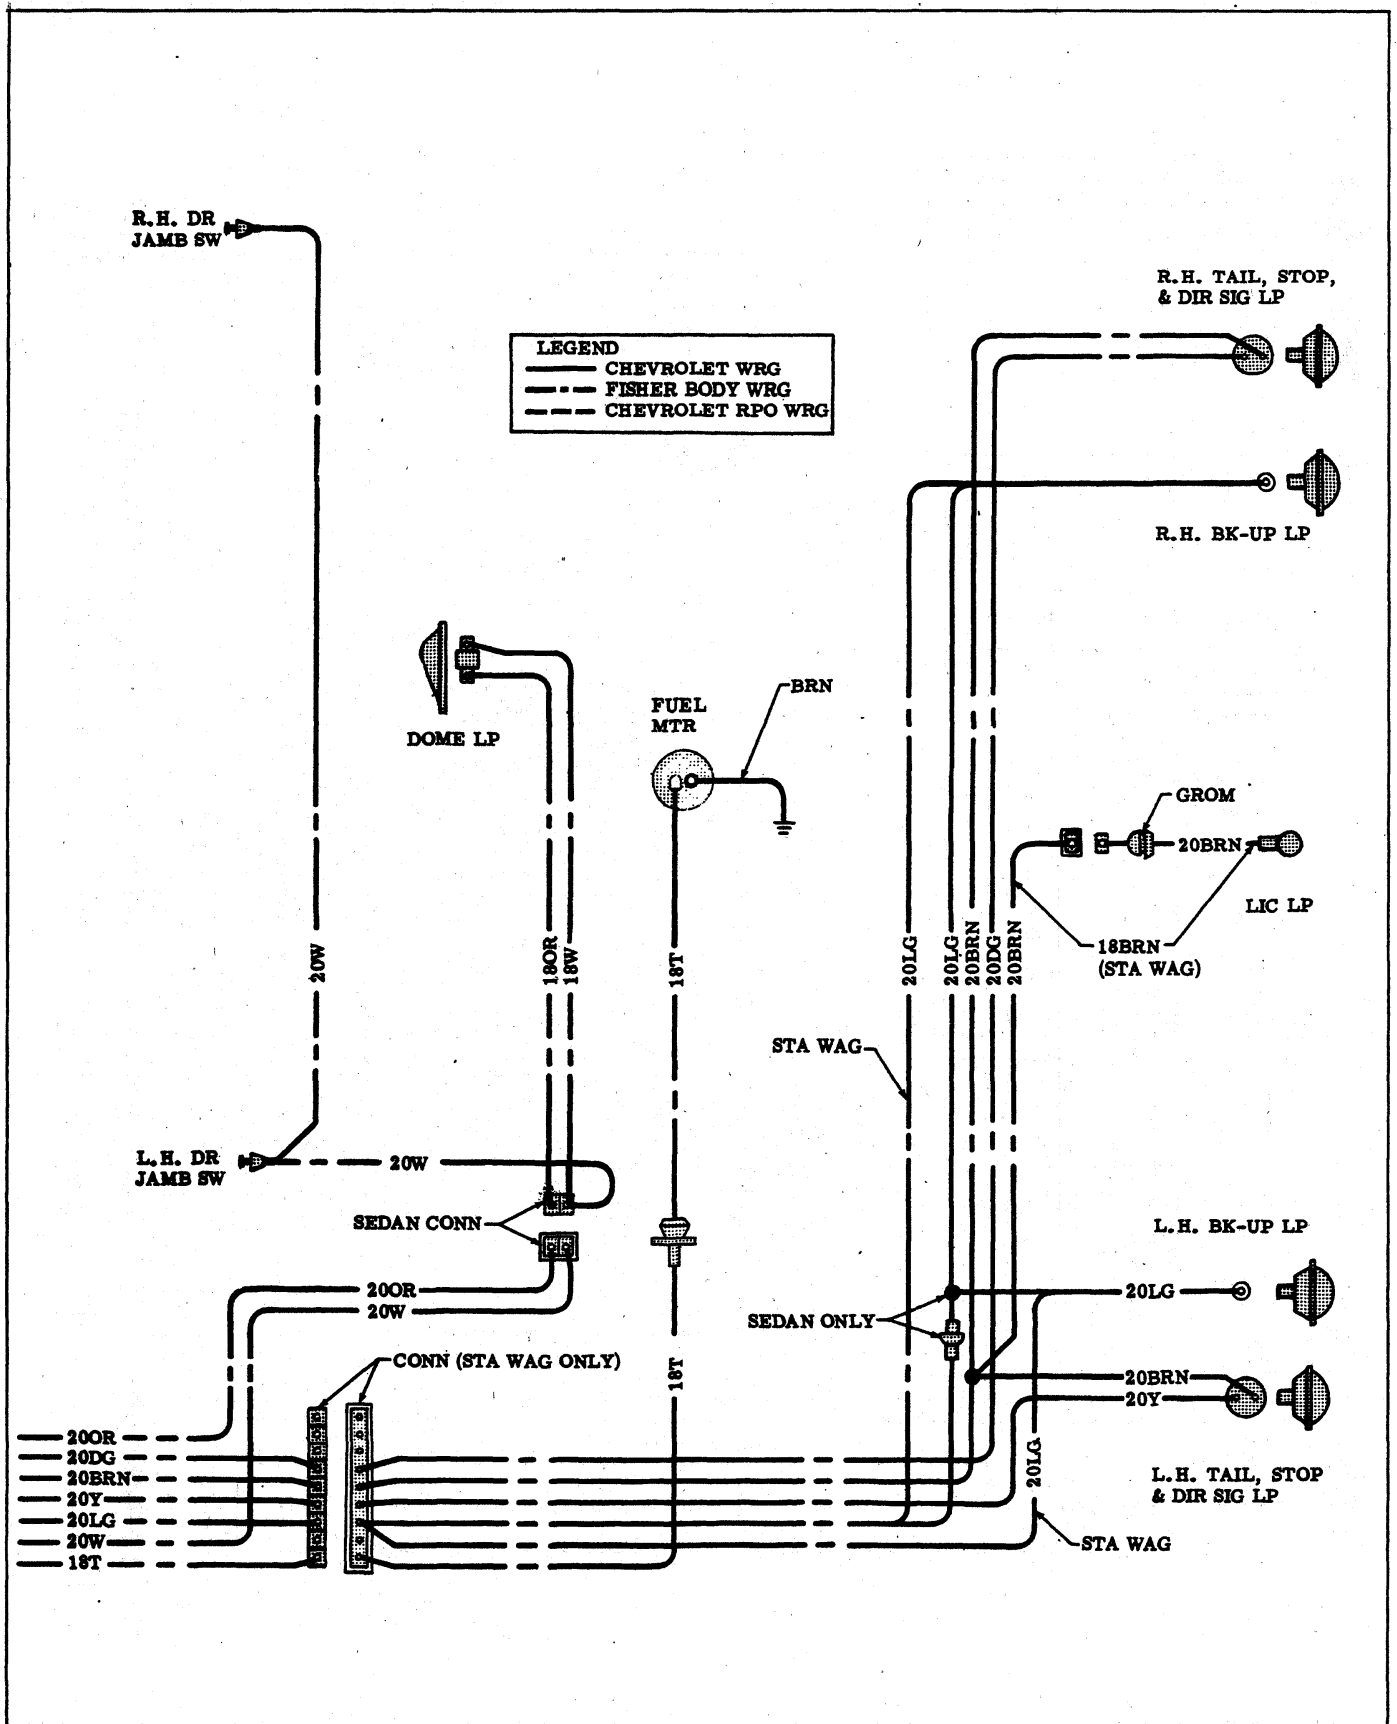 R.H. DR
JAMB SW
R.H. TAIL, STOP,
& DIR SIG LP
LEGEND
CHEVROLET WRG
FISHER BODY WRG
CHEVROLET RPO WRG
R.H. BK-UP LP
DOME LP
FUEL
MTR
BRN
GROM
20BRN
LIC LP
18BRN
(STA WAG)
20W
18OR
18W
18T
20LG
20LG
20BRN
20DG
20BRN
STA WAG
L.H. DR
JAMB SW
20W
SEDAN CONN
20OR
20W
L.H. BK-UP LP
20LG
SEDAN ONLY
CONN (STA WAG ONLY)
18T
20BRN
20Y
20LG
L.H. TAIL, STOP
& DIR SIG LP
STA WAG
20OR
20DG
20BRN
20Y
20LG
20W
18T